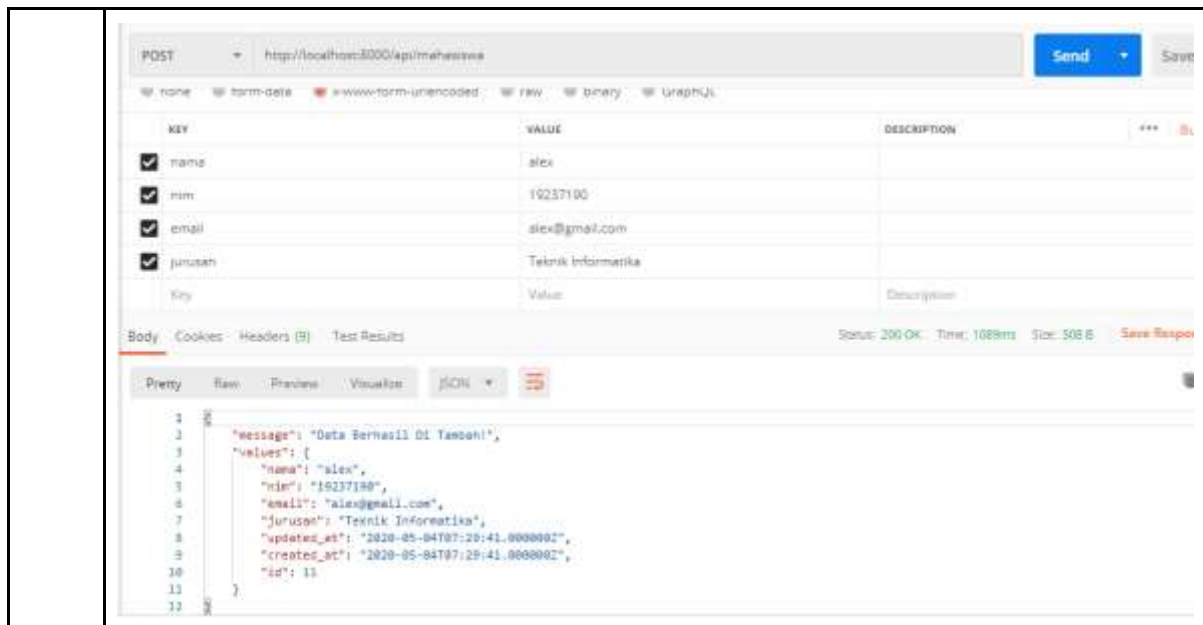 POST http://localhost:8000/api/mahasiswa Send Save
none form-data x-www-form-urlencoded raw binary GraphQL
KEY VALUE DESCRIPTION ••• Bu
nama alex
nim 19237190
email alex@gmail.com
jurusan Teknik Informatika
Key Value Description
Body Cookies Headers (9) Test Results Status: 200 OK Time: 1089ms Size: 508 B Save Respon
Pretty Raw Preview Visualize JSON
1 {
2 "message": "Data Berhasil Di Tambah!",
3 "values": {
4 "nama": "alex",
5 "nim": "19237190",
6 "email": "alex@gmail.com",
7 "jurusan": "Teknik Informatika",
8 "updated_at": "2020-05-04T07:29:41.000000Z",
9 "created_at": "2020-05-04T07:29:41.000000Z",
10 "id": 11
11 }
12 }